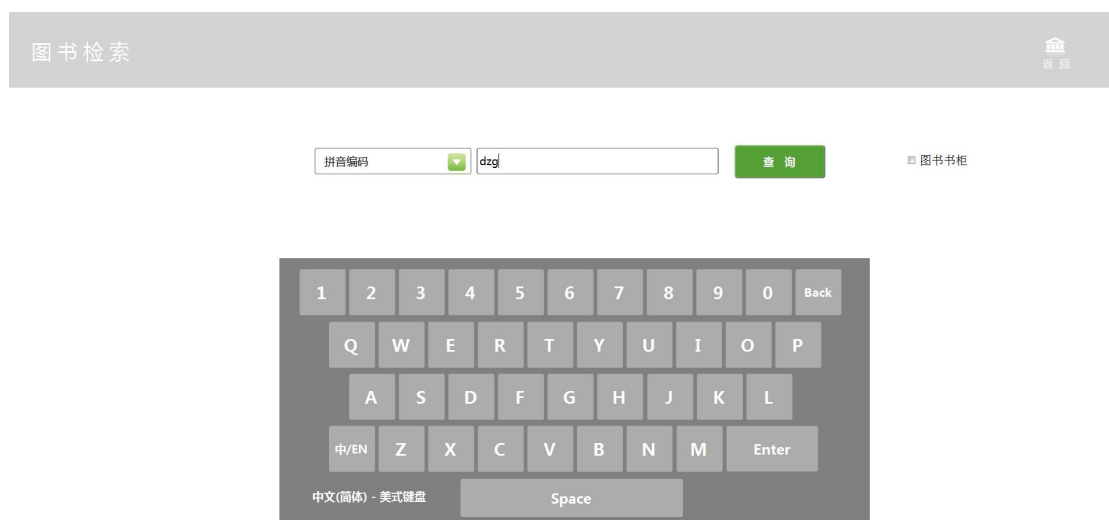 图书检索
返回
拼音编码 dzg 查询 图书书柜
1 2 3 4 5 6 7 8 9 0 Back
Q W E R T Y U I O P
A S D F G H J K L
中/EN Z X C V B N M Enter
中文(简体) - 美式键盘 Space